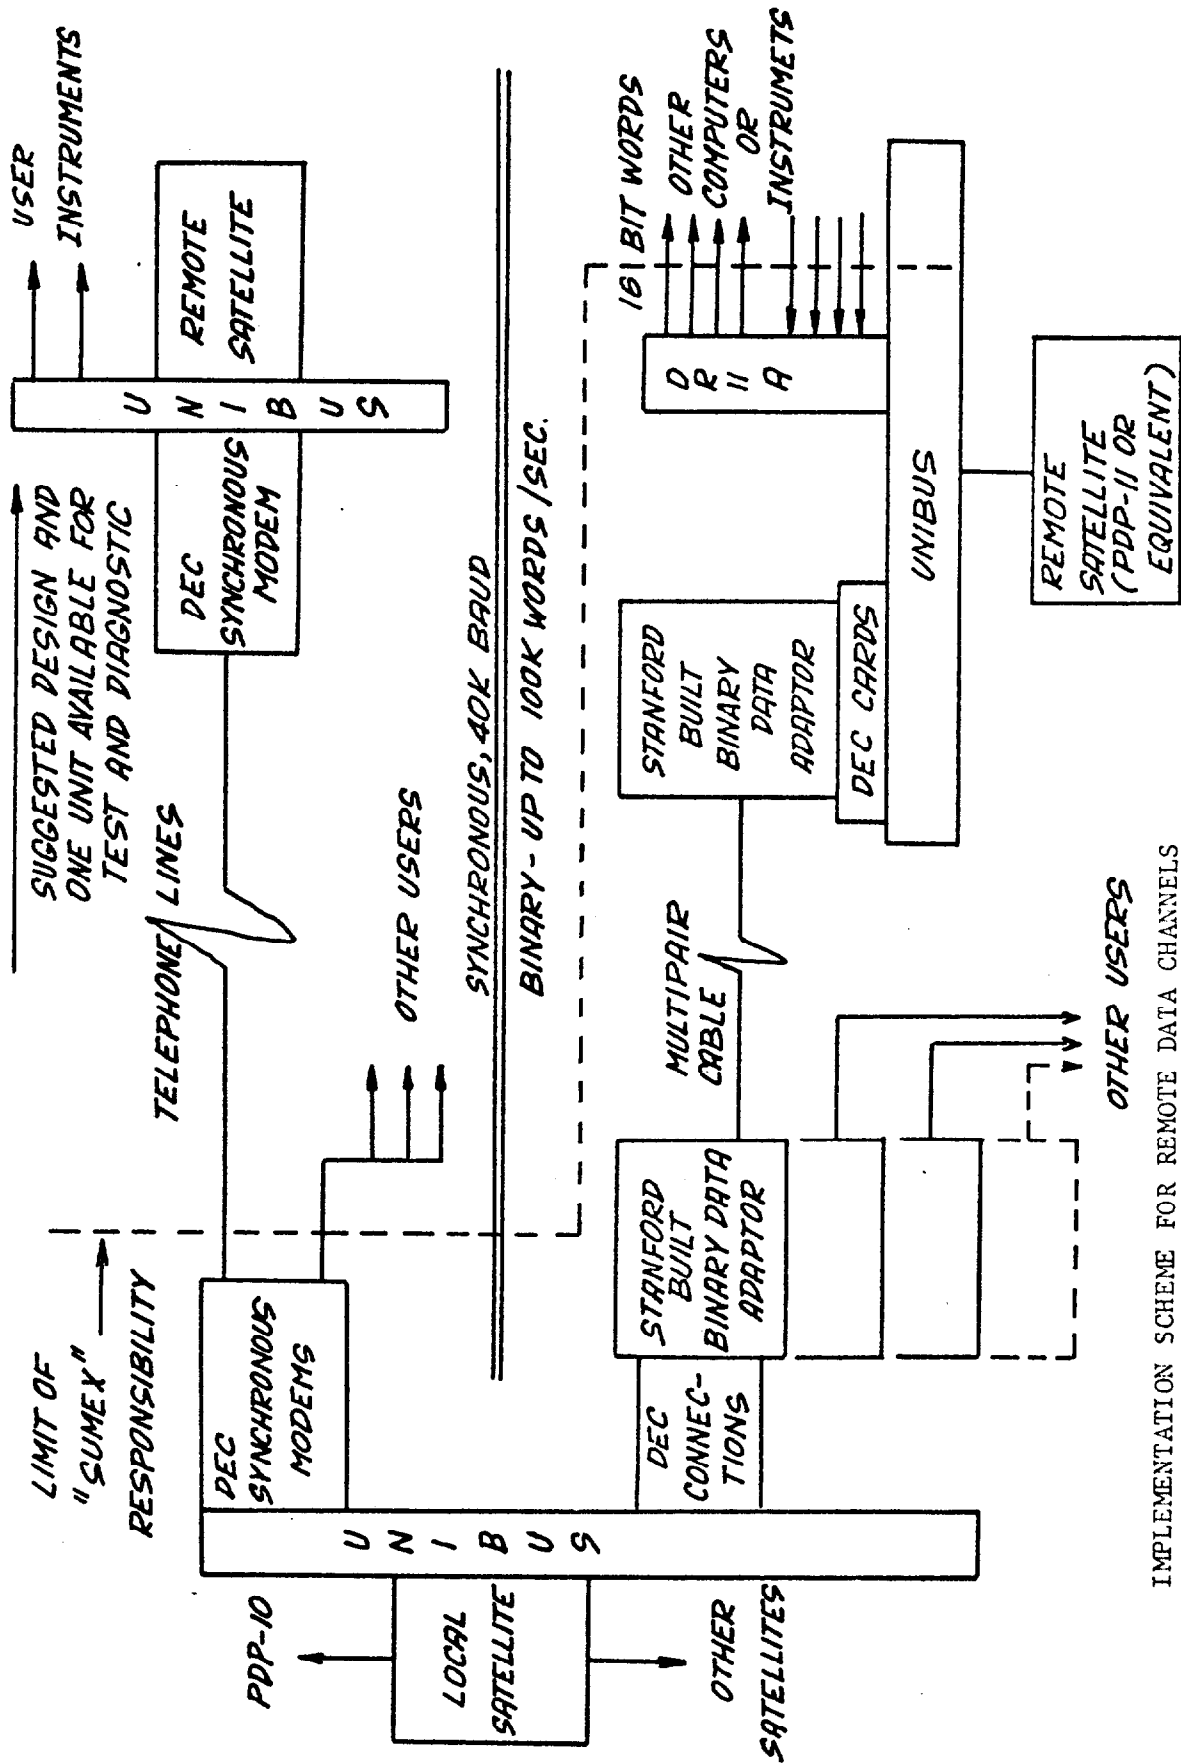 LIMIT OF
"SUMEX"
RESPONSIBILITY
SUGGESTED DESIGN AND
ONE UNIT AVAILABLE FOR
TEST AND DIAGNOSTIC
USER
INSTRUMENTS
TELEPHONE LINES
DEC
SYNCHRONOUS
MODEMS
DEC
SYNCHRONOUS
MODEM
UNIBUS
REMOTE
SATELLITE
OTHER USERS
PDP-10
LOCAL
SATELLITE
OTHER
SATELLITES
UNIBUS
SYNCHRONOUS, 40K BAUD
BINARY - UP TO 100K WORDS/SEC.
DEC
CONNEC-
TIONS
STANFORD
BUILT
BINARY DATA
ADAPTOR
MULTIPAIR
CABLE
STANFORD
BUILT
BINARY
DATA
ADAPTOR
DEC CARDS
DR11A
16 BIT WORDS
OTHER
COMPUTERS
OR
INSTRUMETS
UNIBUS
REMOTE
SATELLITE
(PDP-11 OR
EQUIVALENT)
OTHER USERS
IMPLEMENTATION SCHEME FOR REMOTE DATA CHANNELS